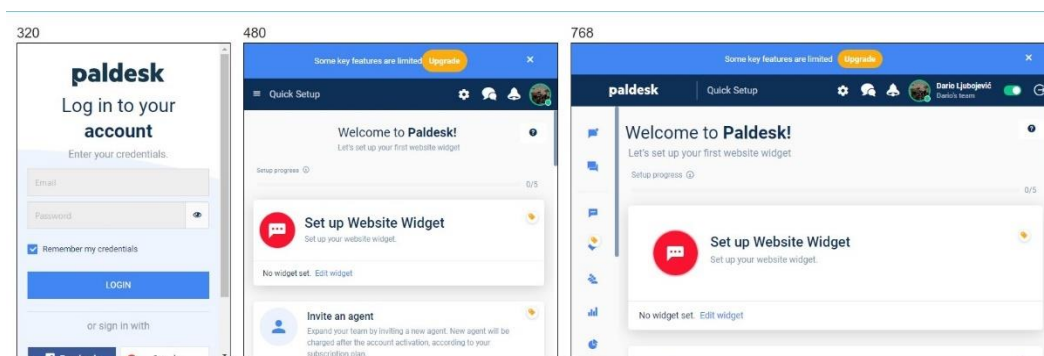 320
paldesk
Log in to your
account
Enter your credentials.
Email
Password
Remember my credentials
LOGIN
or sign in with
480
Some key features are limited Upgrade ×
Quick Setup
Welcome to Paldesk!
Let's set up your first website widget
Setup progress
0/5
Set up Website Widget
Set up your website widget.
No widget set. Edit widget
Invite an agent
Expand your team by inviting a new agent. New agent will be
charged after the account activation, according to your
subscription plan.
768
Some key features are limited Upgrade ×
paldesk Quick Setup Dario Ljubojević
Dario's team
Welcome to Paldesk!
Let's set up your first website widget
Setup progress
0/5
Set up Website Widget
Set up your website widget.
No widget set. Edit widget